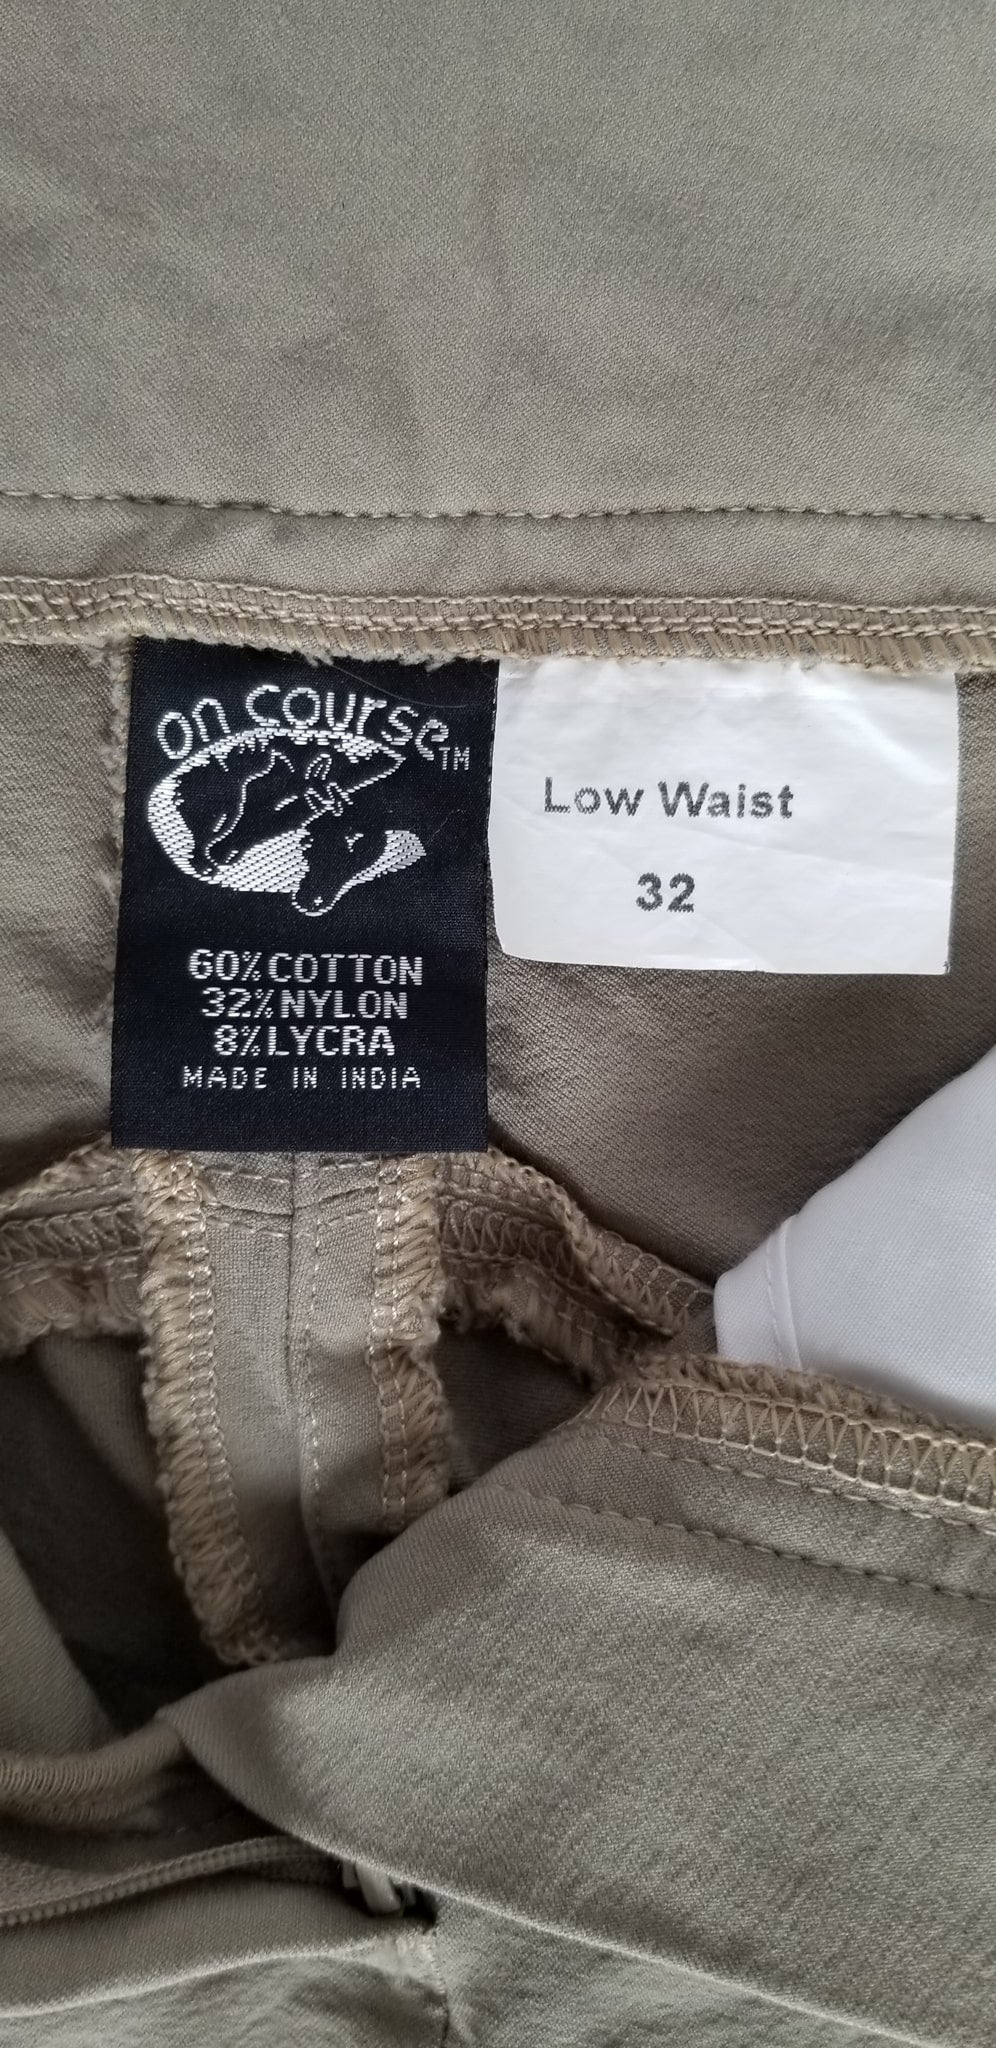 on course™
60% COTTON
32% NYLON
8% LYCRA
MADE IN INDIA
Low Waist
32